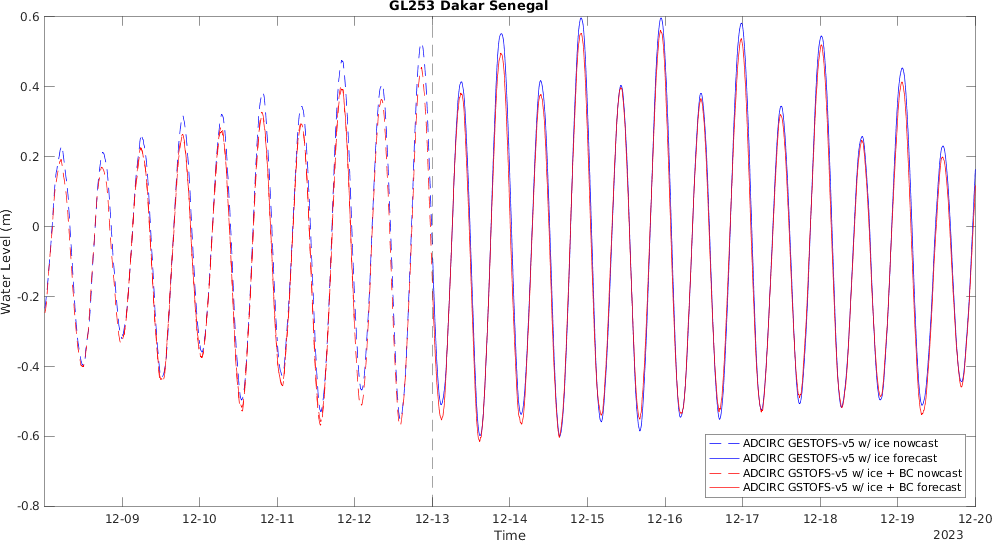 GL253 Dakar Senegal
0.6
0.4
0.2
0
-0.2
-0.4
-0.6
-0.8
Water Level (m)
ADCIRC GESTOFS-v5 w/ ice nowcast
ADCIRC GESTOFS-v5 w/ ice forecast
ADCIRC GSTOFS-v5 w/ ice + BC nowcast
ADCIRC GSTOFS-v5 w/ ice + BC forecast
12-09 12-10 12-11 12-12 12-13 12-14 12-15 12-16 12-17 12-18 12-19 12-20
Time
2023